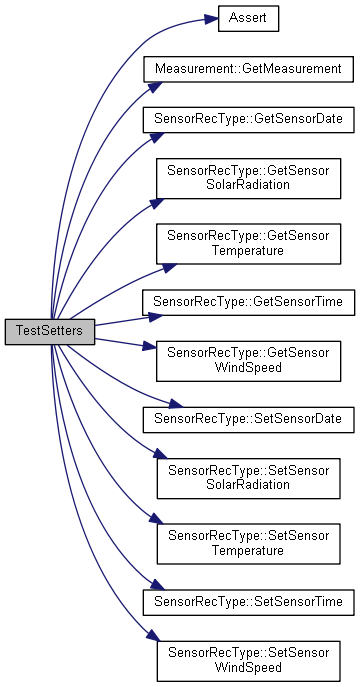 Assert
Measurement::GetMeasurement
SensorRecType::GetSensorDate
SensorRecType::GetSensor
SolarRadiation
SensorRecType::GetSensor
Temperature
SensorRecType::GetSensorTime
TestSetters
SensorRecType::GetSensor
WindSpeed
SensorRecType::SetSensorDate
SensorRecType::SetSensor
SolarRadiation
SensorRecType::SetSensor
Temperature
SensorRecType::SetSensorTime
SensorRecType::SetSensor
WindSpeed